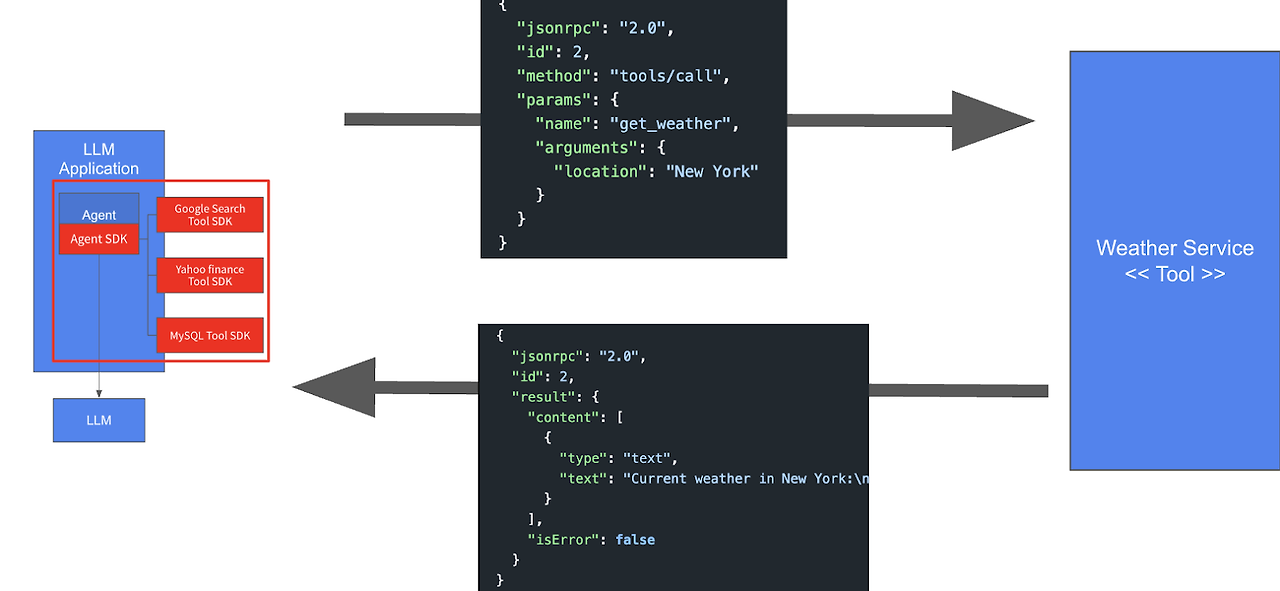 {
"jsonrpc": "2.0",
"id": 2,
"method": "tools/call",
"params": {
"name": "get_weather",
"arguments": {
"location": "New York"
}
}
}
LLM
Application
Agent
Agent SDK
Google Search
Tool SDK
Yahoo finance
Tool SDK
MySQL Tool SDK
LLM
Weather Service
<< Tool >>
{
"jsonrpc": "2.0",
"id": 2,
"result": {
"content": [
{
"type": "text",
"text": "Current weather in New York:\n
}
],
"isError": false
}
}